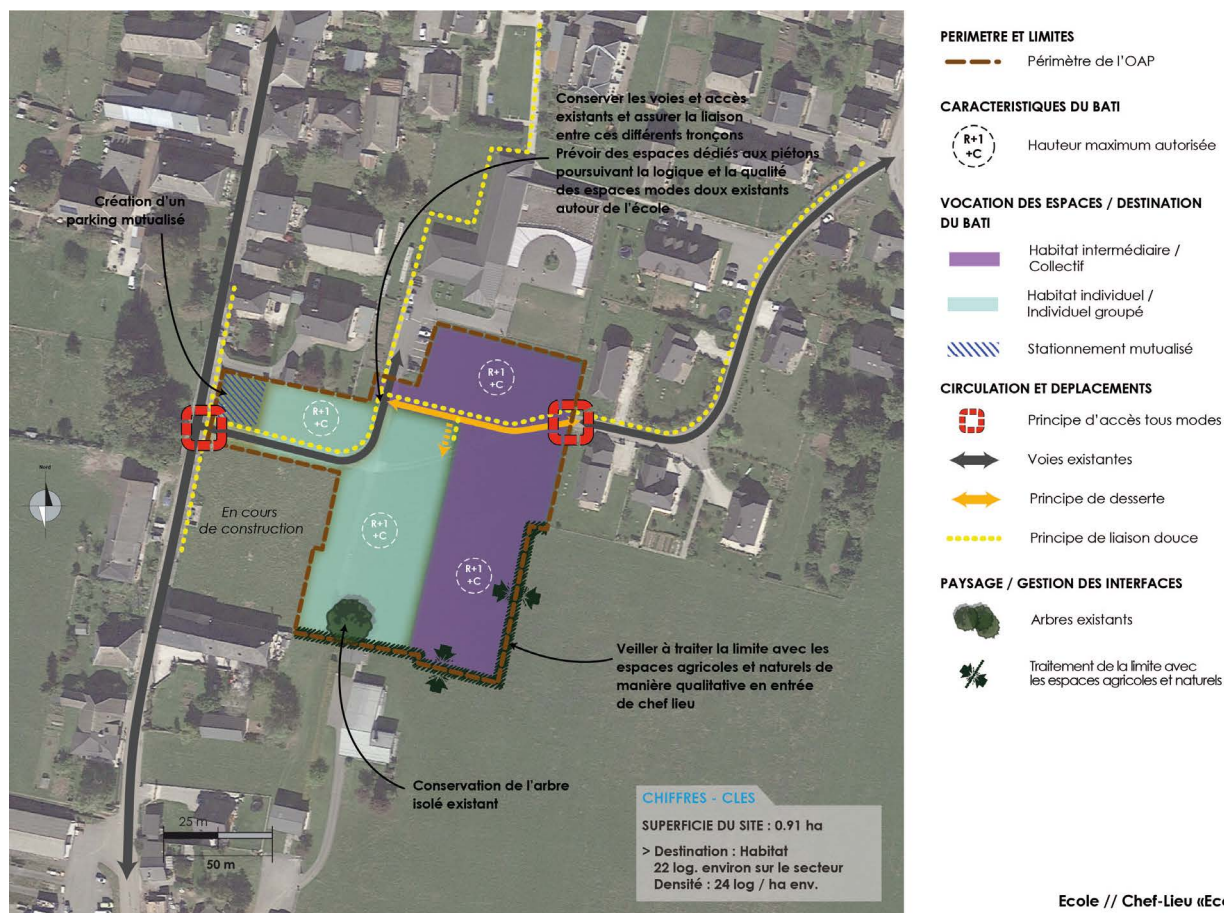 Conserver les voies et accès
existants et assurer la liaison
entre ces différents tronçons
Prévoir des espaces dédiés aux piétons
poursuivant la logique et la qualité
des espaces modes doux existants
autour de l'école
Création d'un
parking mutualisé
R+1
+C
R+1
+C
Nord
En cours
de construction
R+1
+C
R+1
+C
Veiller à traiter la limite avec les
espaces agricoles et naturels de
manière qualitative en entrée
de chef lieu
Conservation de l'arbre
isolé existant
25 m
50 m
CHIFFRES - CLES
SUPERFICIE DU SITE : 0.91 ha
> Destination : Habitat
22 log. environ sur le secteur
Densité : 24 log / ha env.
PERIMETRE ET LIMITES
Périmètre de l'OAP
CARACTERISTIQUES DU BATI
R+1
+C
Hauteur maximum autorisée
VOCATION DES ESPACES / DESTINATION
DU BATI
Habitat intermédiaire /
Collectif
Habitat individuel /
Individuel groupé
Stationnement mutualisé
CIRCULATION ET DEPLACEMENTS
Principe d'accès tous modes
Voies existantes
Principe de desserte
Principe de liaison douce
PAYSAGE / GESTION DES INTERFACES
Arbres existants
Traitement de la limite avec
les espaces agricoles et naturels
Ecole // Chef-Lieu «Eco